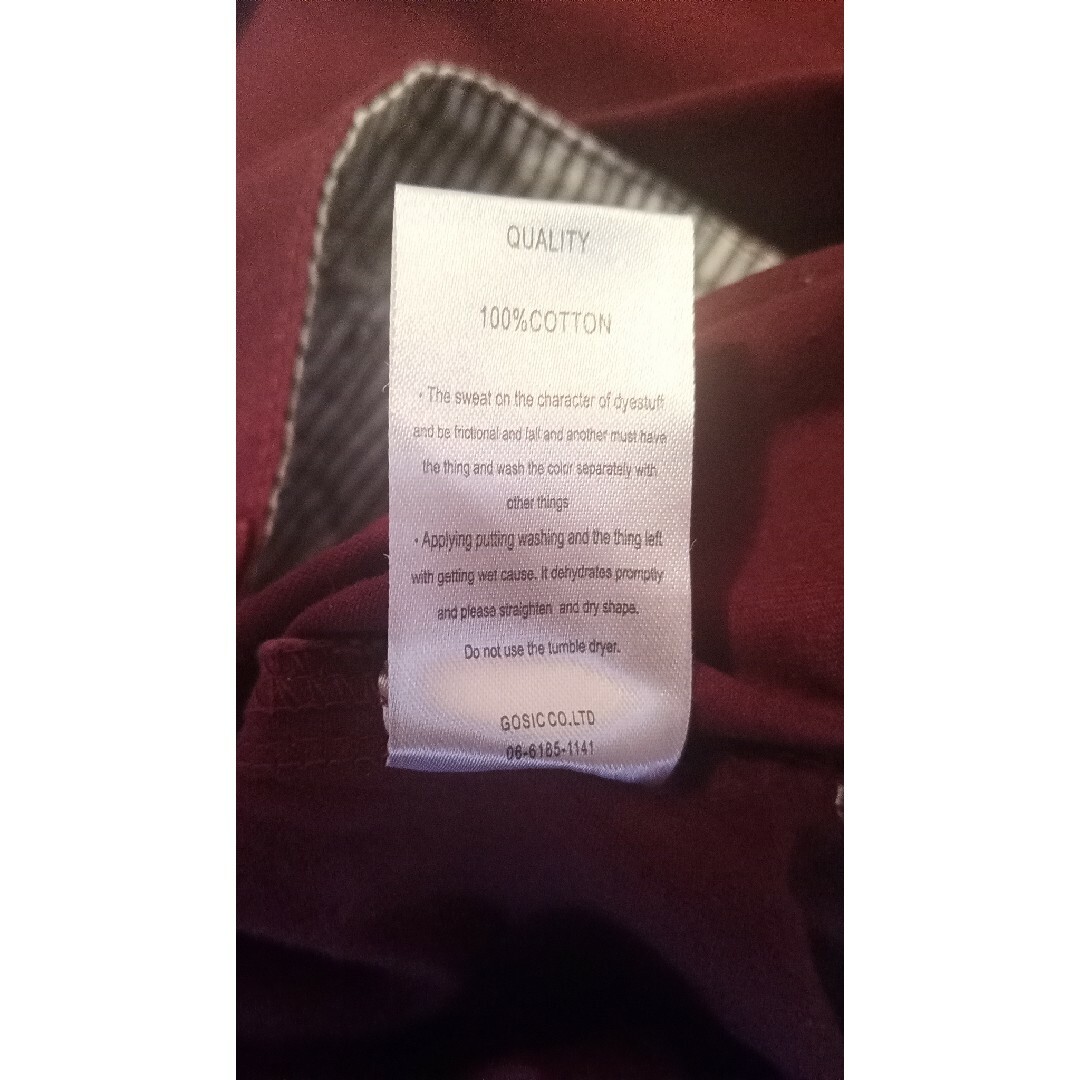 QUALITY
100%COTTON
• The sweat on the character of dyestuff
and be frictional and fall and another must have
the thing and wash the color separately with
other things
• Applying putting washing and the thing left
with getting wet cause. It dehydrates promptly
and please straighten and dry shape.
Do not use the tumble dryer.
GOSICCO.LTD
06-6185-1141